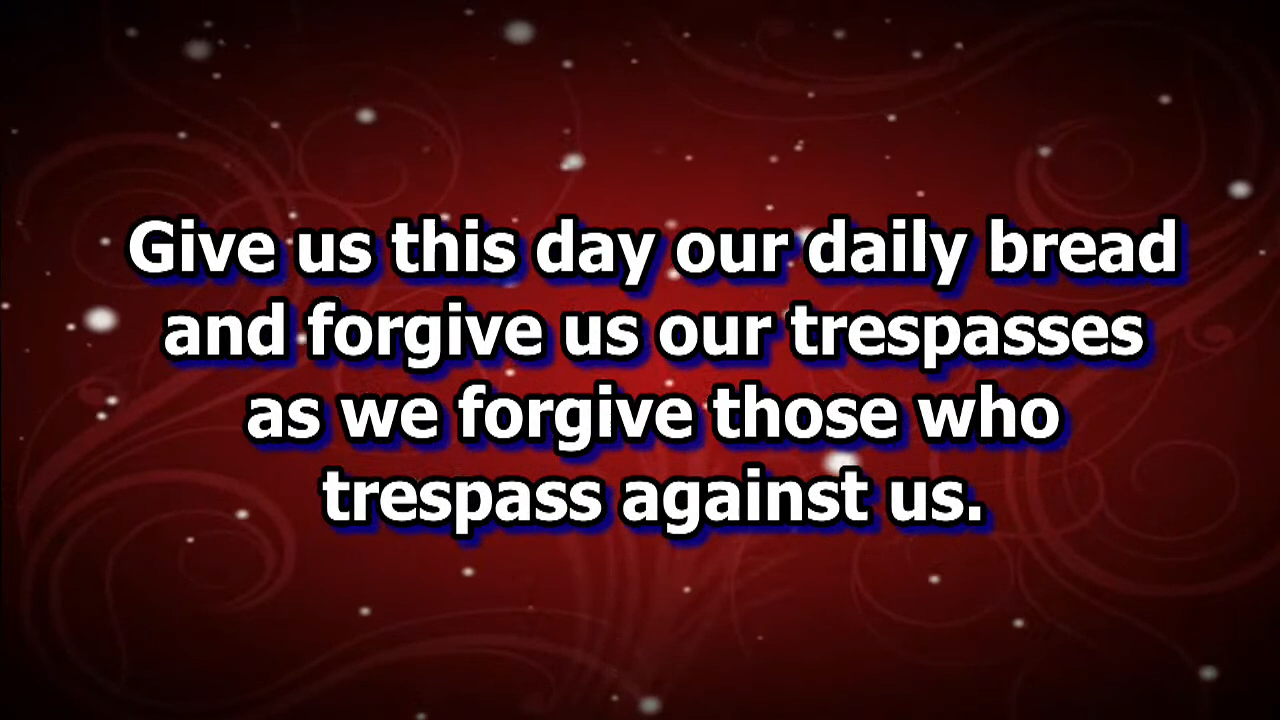 Give us this day our daily bread
and forgive us our trespasses
as we forgive those who
trespass against us.